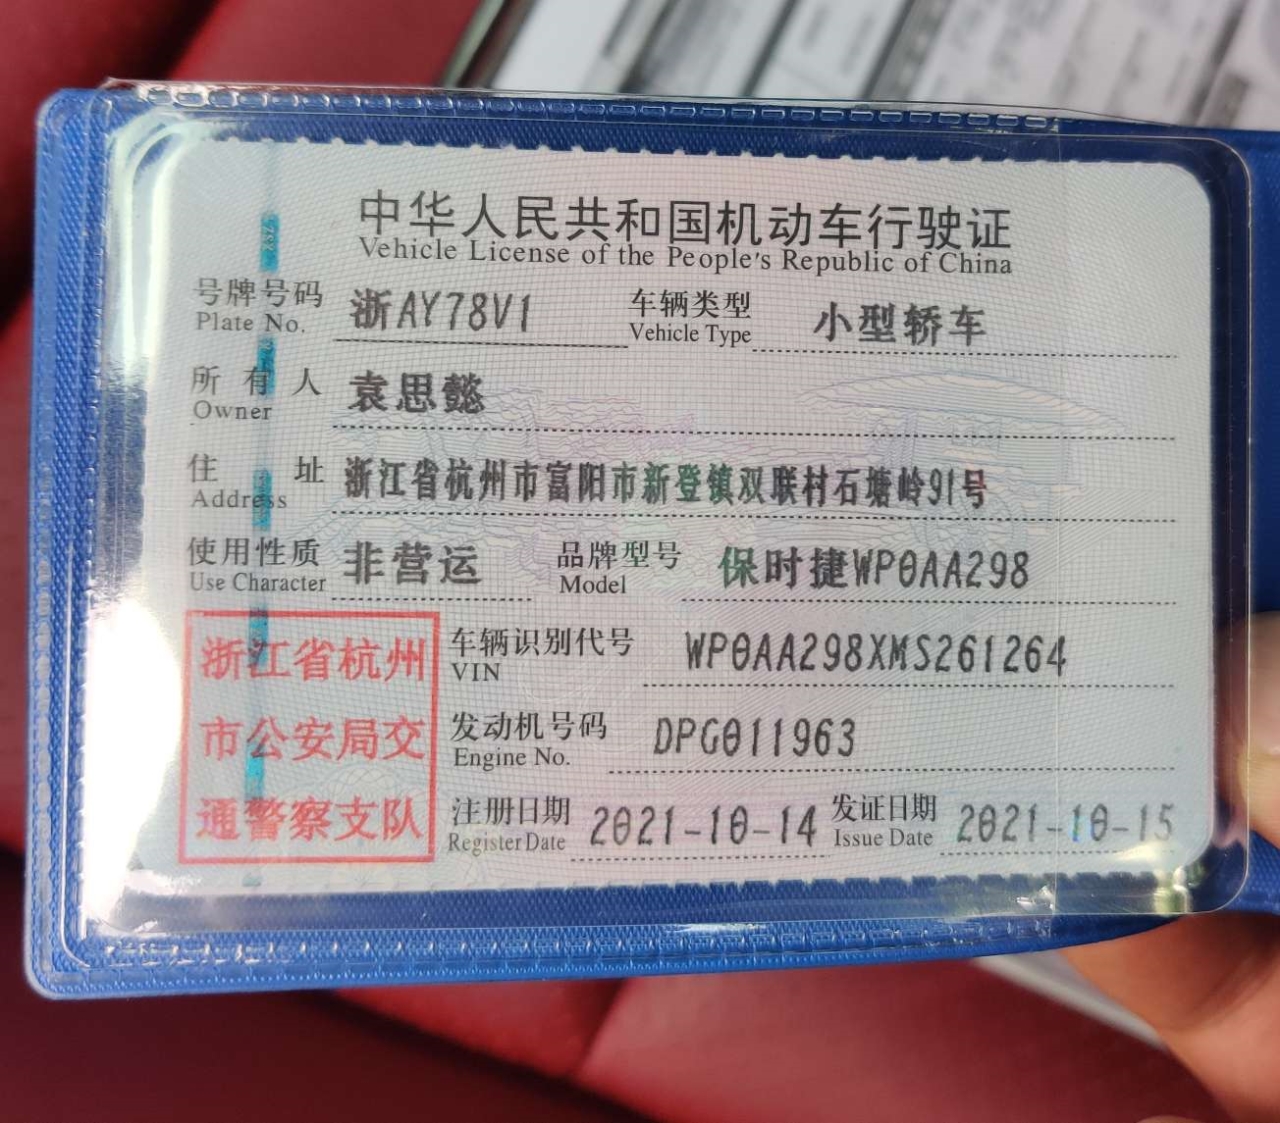 中华人民共和国机动车行驶证
Vehicle License of the People's Republic of China
号牌号码 浙AY78V1 车辆类型 小型轿车
Plate No. Vehicle Type
所有人 袁思懿
Owner
住址 浙江省杭州市富阳市新登镇双联村石塘岭91号
Address
使用性质 非营运 品牌型号 保时捷WP0AA298
Use Character Model
浙江省杭州
市公安局交
通警察支队
车辆识别代号 WP0AA298XMS261264
VIN
发动机号码 DPG011963
Engine No.
注册日期 2021-10-14 发证日期 2021-10-15
Register Date Issue Date